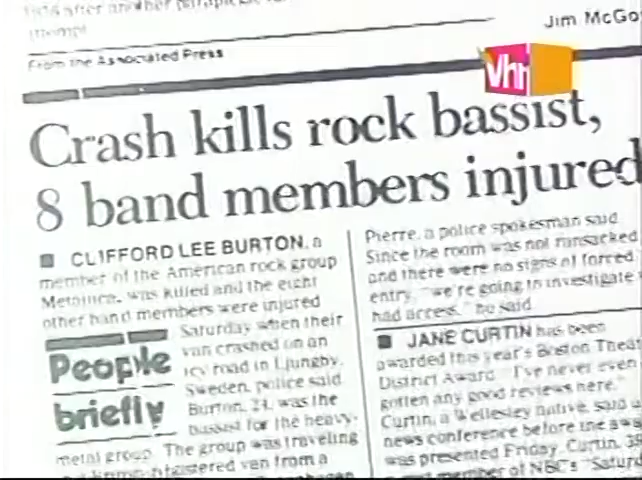 Jim McGo
From the Associated Press
Vh1
Crash kills rock bassist,
8 band members injured
CLIFFORD LEE BURTON, a
member of the American rock group
Metallica, was killed and the eight
other band members were injured
Saturday when their
van crashed on an
icy road in Ljungby,
Sweden, police said
Burton, 24, was the
bassist for the heavy-
metal group. The group was traveling
van from a
People
briefly
Pierre, a police spokesman said
Since the room was not ransacked
and there were no signs of forced
entry, "we're going to investigate
had access," he said.
JANE CURTIN has been
awarded this year's Boston Theat
District Award "I've never even
gotten any good reviews here,"
Curtin, a Wellesley native, said a
news conference before the awa
was presented Friday. Curtin, 39
member of NBC's "Saturd